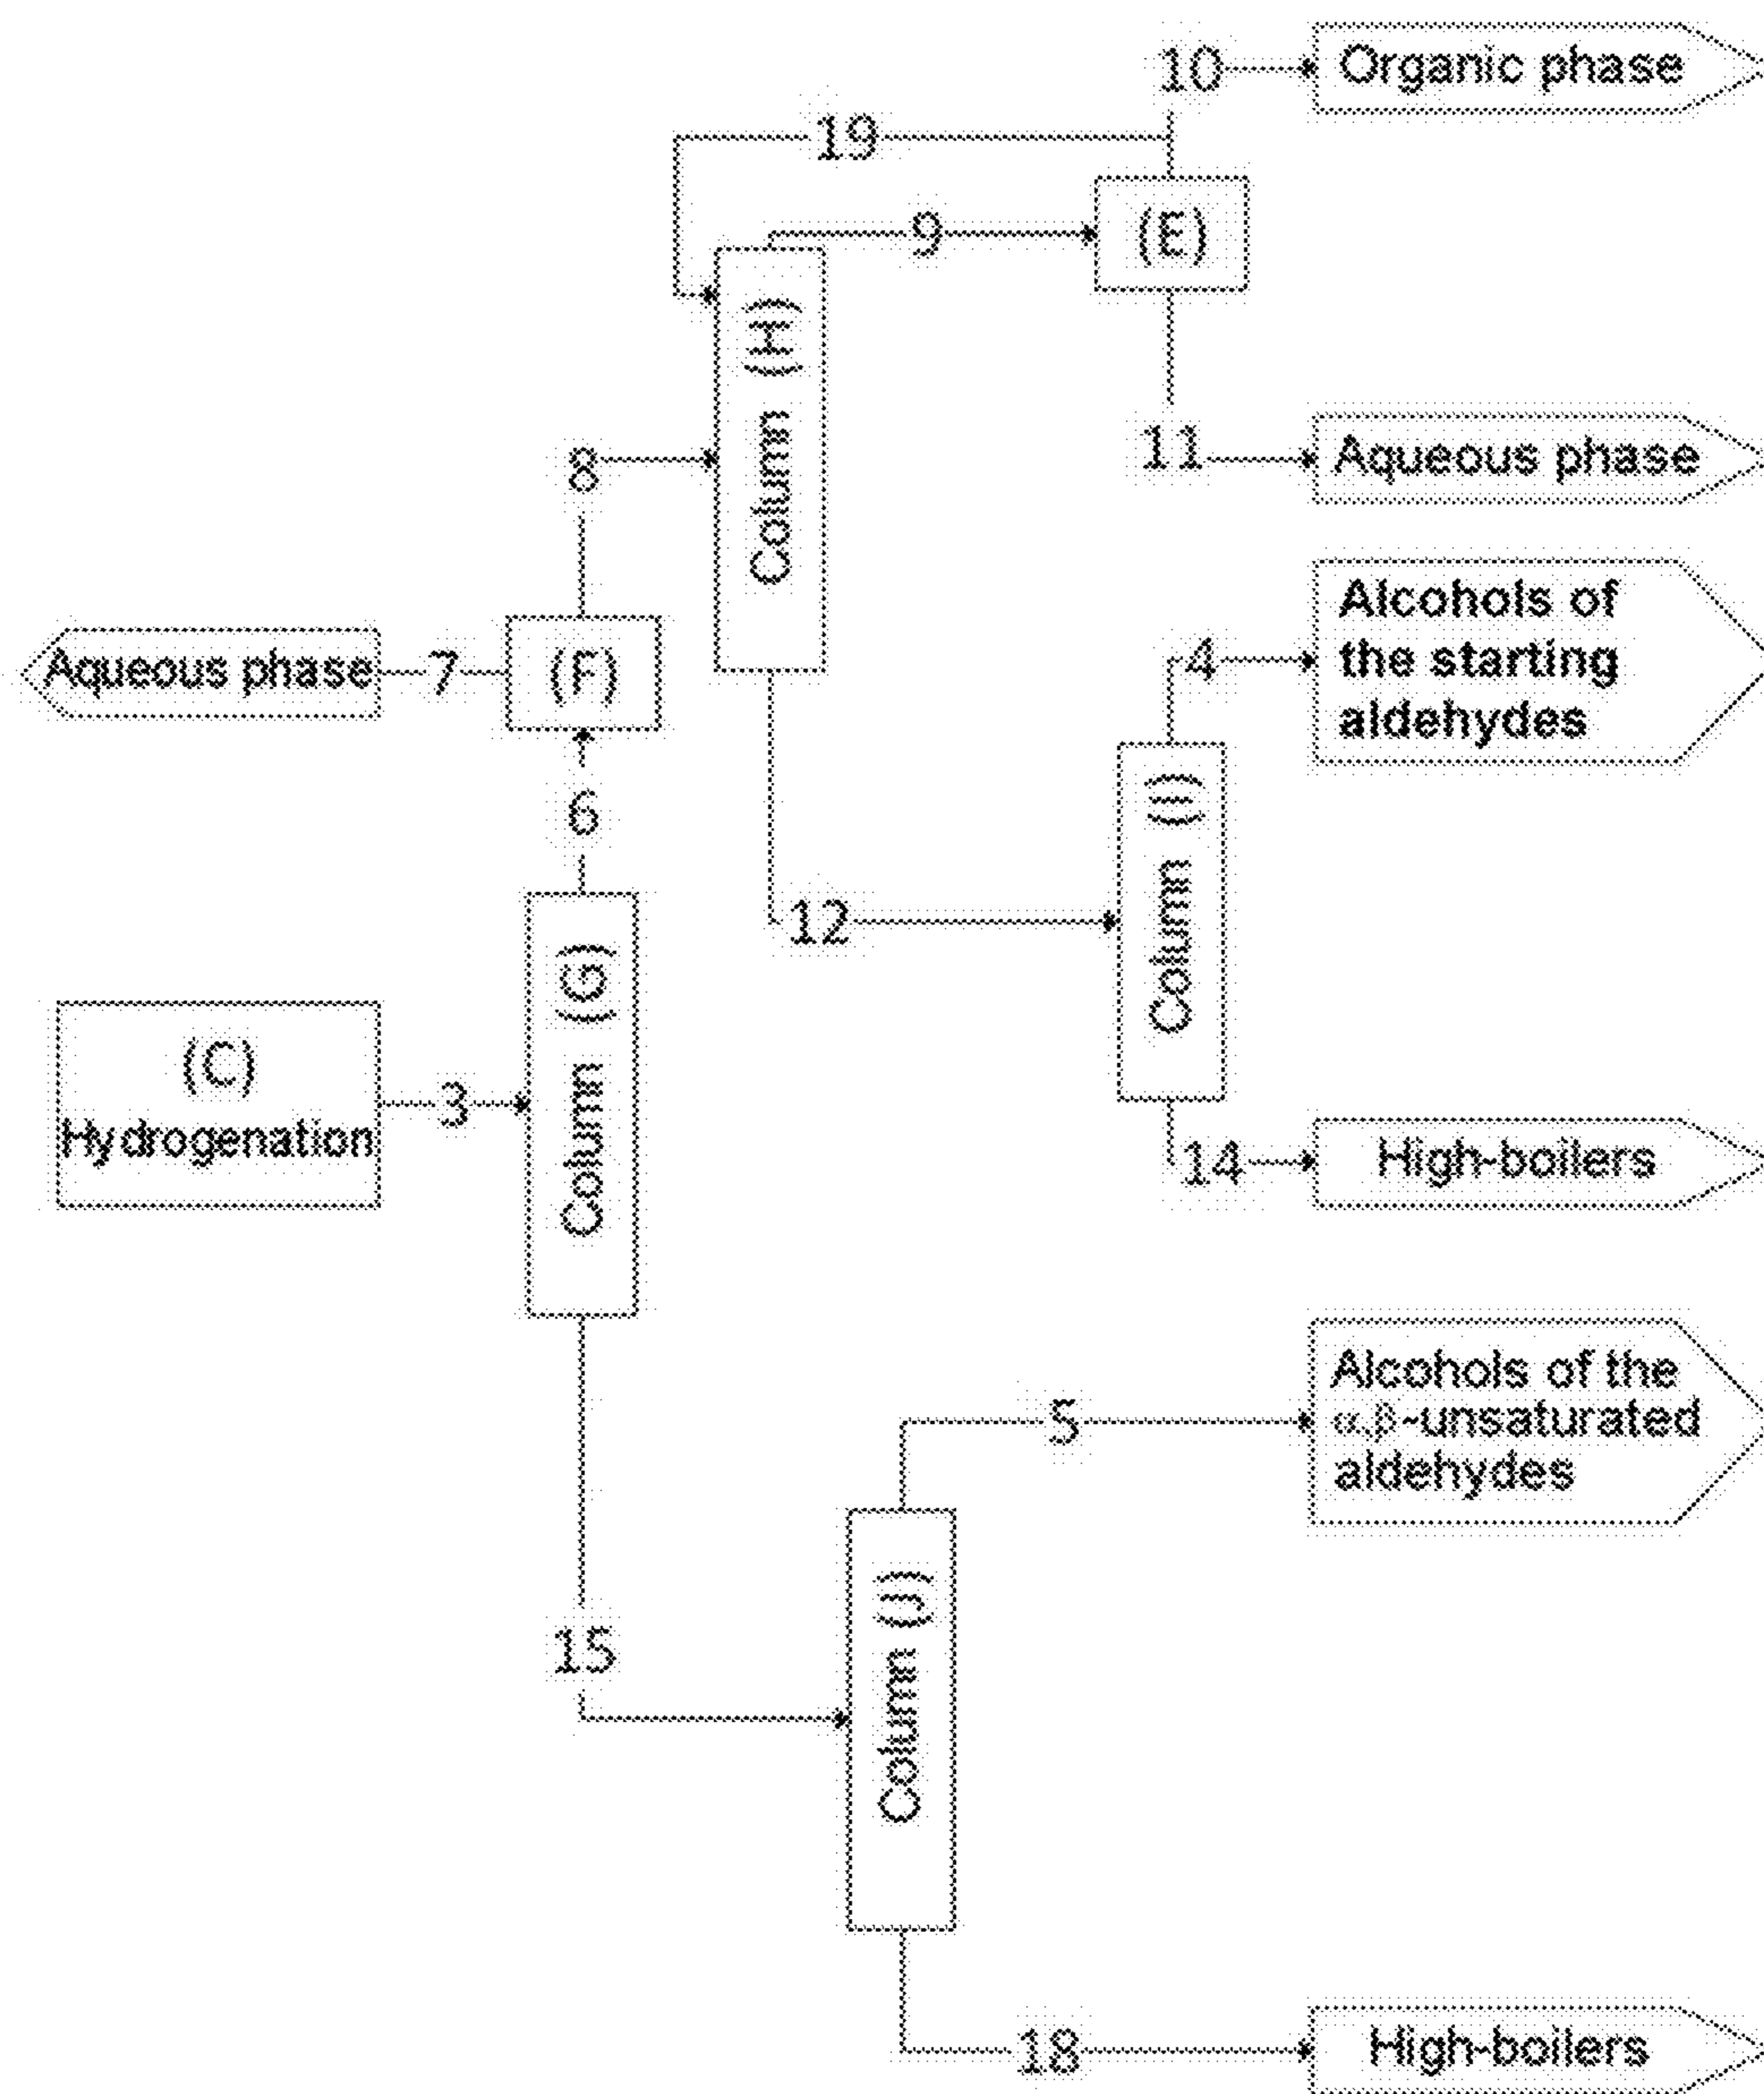 10
Organic phase
19
9
(E)
Column (H)
8
11
Aqueous phase
Aqueous phase
7
(F)
4
Alcohols of
the starting
aldehydes
6
Column (I)
12
Column (G)
(C)
Hydrogenation
3
14
High-boilers
5
Alcohols of the
α,β-unsaturated
aldehydes
15
Column (J)
18
High-boilers